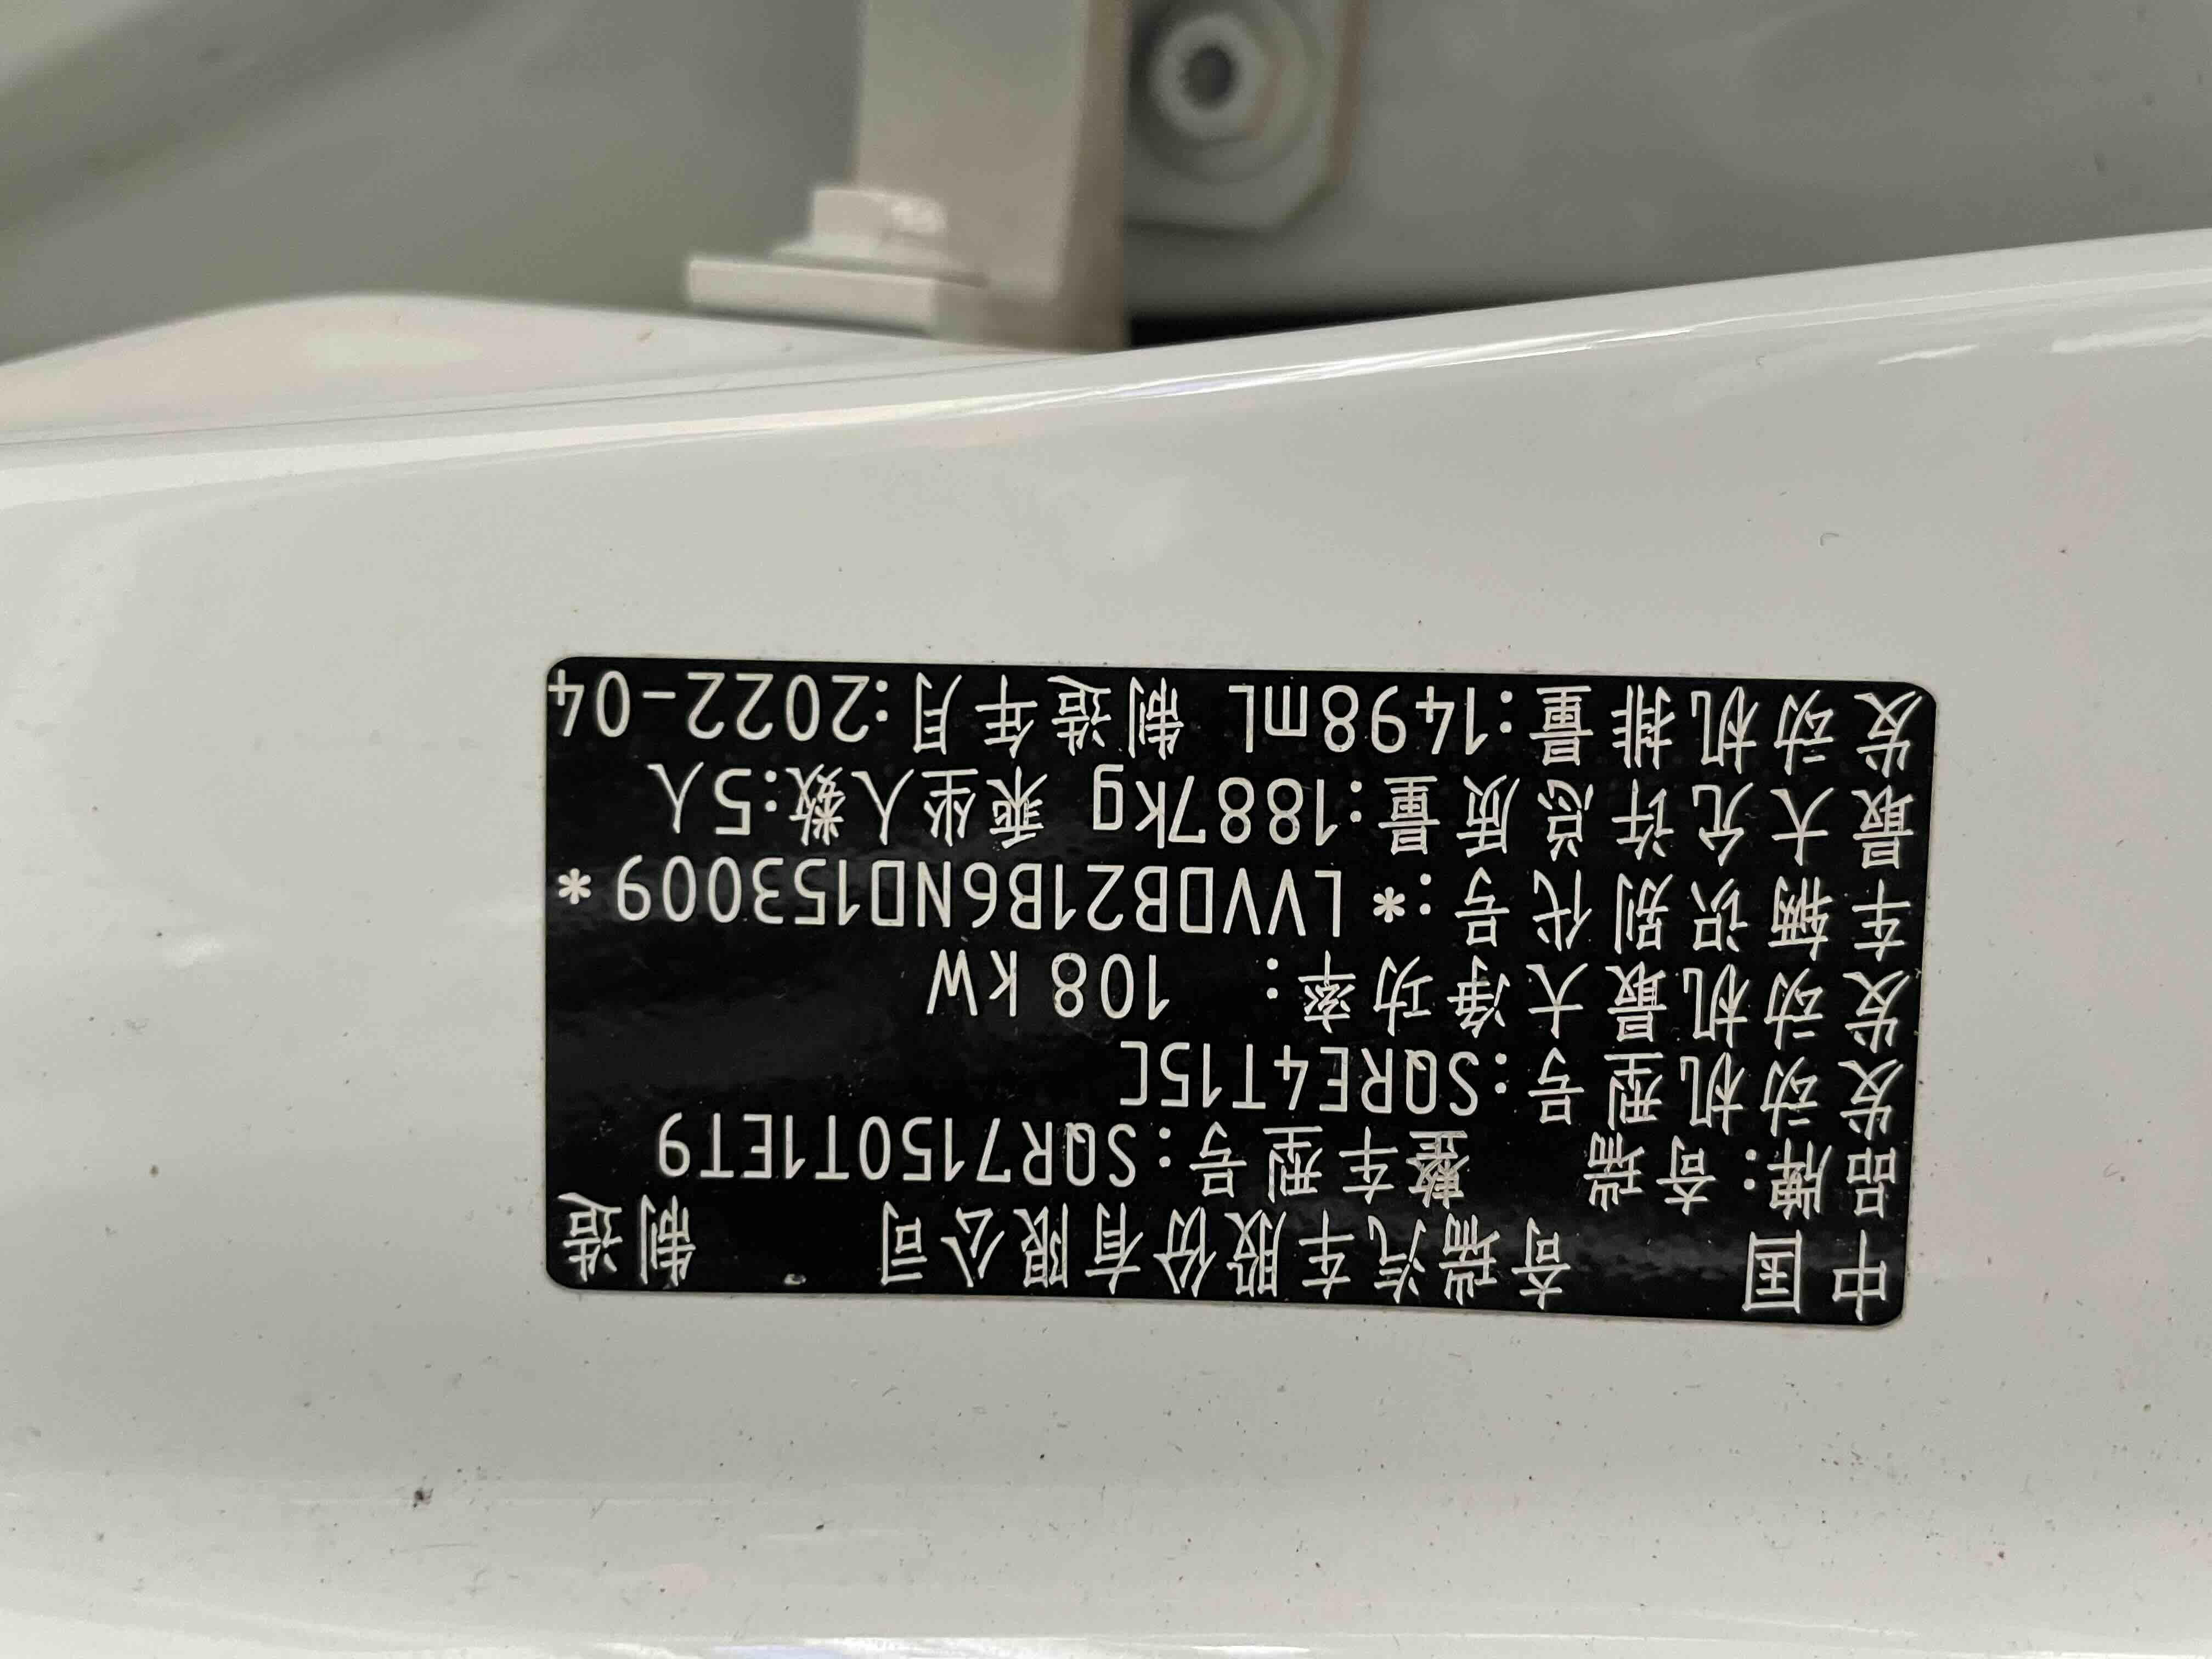 中国 奇瑞汽车股份有限公司 制造
品牌:奇瑞 整车型号:SQR7150T1ET9
发动机型号:SQRE4T15C
发动机最大净功率: 108 kW
车辆识别代号:*LVVDB21B6ND153009*
最大允许总质量:1887kg 乘坐人数:5人
发动机排量:1498mL 制造年月:2022-04